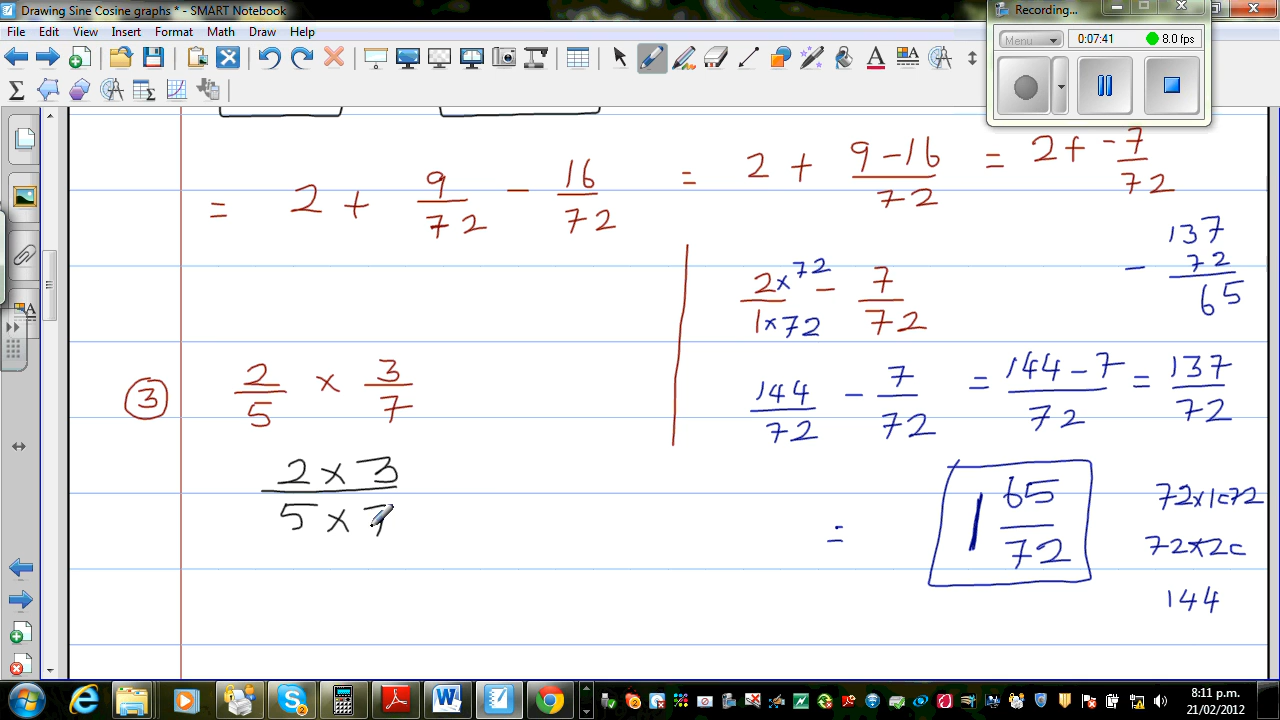 Drawing Sine Cosine graphs * - SMART Notebook
Recording...
File Edit View Insert Format Math Draw Help
Menu 0:07:41 8.0 fps
= 2 + 9/72 - 16/72 = 2 + 9-16/72 = 2 + -7/72
137
- 72
65
2×72/1×72 - 7/72
③ 2/5 × 3/7
144/72 - 7/72 = 144-7/72 = 137/72
2×3/5×7
= 1 65/72
72×1=72
72×2=
144
8:11 p.m.
21/02/2012